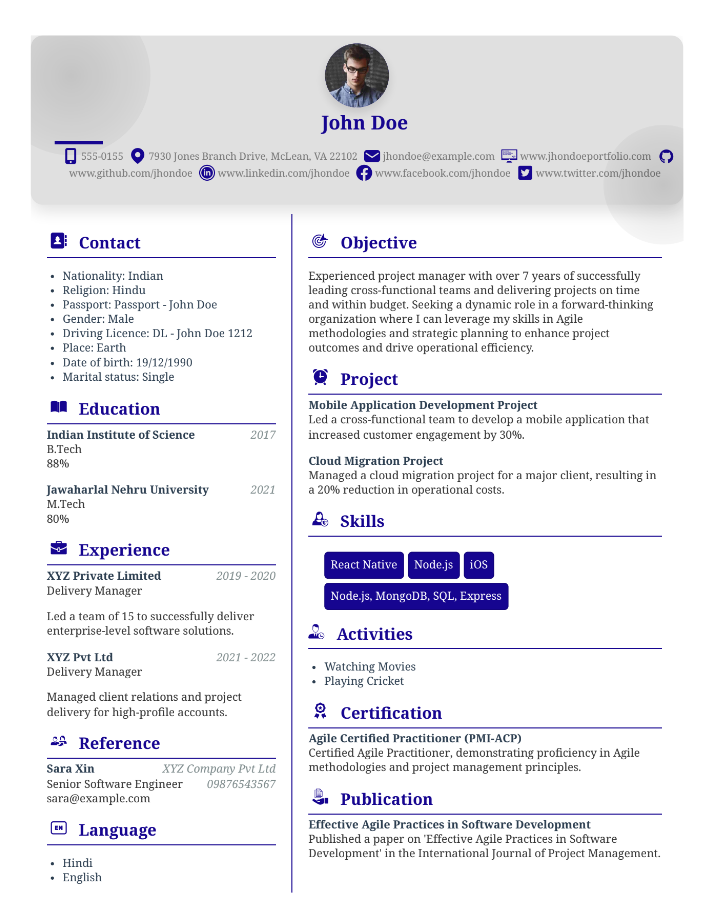 John Doe
555-0155 7930 Jones Branch Drive, McLean, VA 22102 jhondoe@example.com www.jhondoeportfolio.com
www.github.com/jhondoe www.linkedin.com/jhondoe www.facebook.com/jhondoe www.twitter.com/jhondoe
Contact
• Nationality: Indian
• Religion: Hindu
• Passport: Passport - John Doe
• Gender: Male
• Driving Licence: DL - John Doe 1212
• Place: Earth
• Date of birth: 19/12/1990
• Marital status: Single
Education
Indian Institute of Science 2017
B.Tech
88%
Jawaharlal Nehru University 2021
M.Tech
80%
Experience
XYZ Private Limited 2019 - 2020
Delivery Manager
Led a team of 15 to successfully deliver
enterprise-level software solutions.
XYZ Pvt Ltd 2021 - 2022
Delivery Manager
Managed client relations and project
delivery for high-profile accounts.
Reference
Sara Xin XYZ Company Pvt Ltd
Senior Software Engineer 09876543567
sara@example.com
Language
EN
• Hindi
• English
Objective
Experienced project manager with over 7 years of successfully
leading cross-functional teams and delivering projects on time
and within budget. Seeking a dynamic role in a forward-thinking
organization where I can leverage my skills in Agile
methodologies and strategic planning to enhance project
outcomes and drive operational efficiency.
Project
Mobile Application Development Project
Led a cross-functional team to develop a mobile application that
increased customer engagement by 30%.
Cloud Migration Project
Managed a cloud migration project for a major client, resulting in
a 20% reduction in operational costs.
Skills
React Native Node.js iOS
Node.js, MongoDB, SQL, Express
Activities
• Watching Movies
• Playing Cricket
Certification
Agile Certified Practitioner (PMI-ACP)
Certified Agile Practitioner, demonstrating proficiency in Agile
methodologies and project management principles.
Publication
Effective Agile Practices in Software Development
Published a paper on 'Effective Agile Practices in Software
Development' in the International Journal of Project Management.